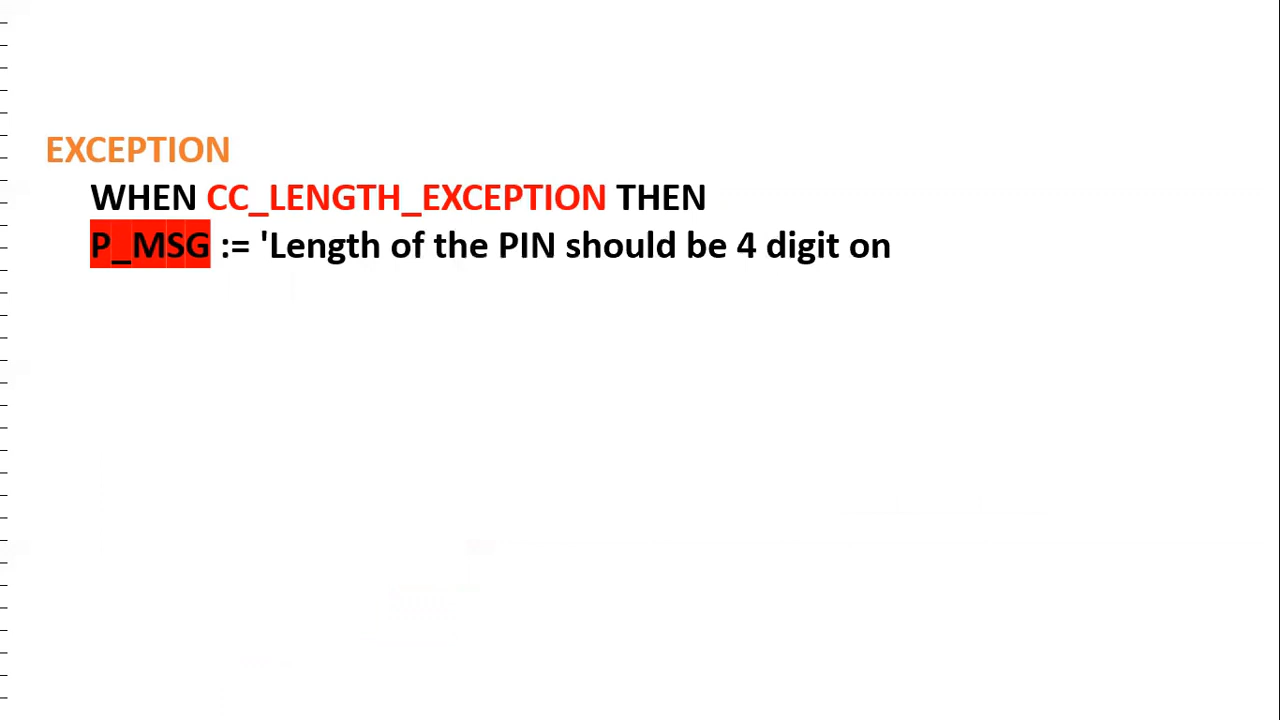 EXCEPTION
WHEN CC_LENGTH_EXCEPTION THEN
P_MSG := 'Length of the PIN should be 4 digit on